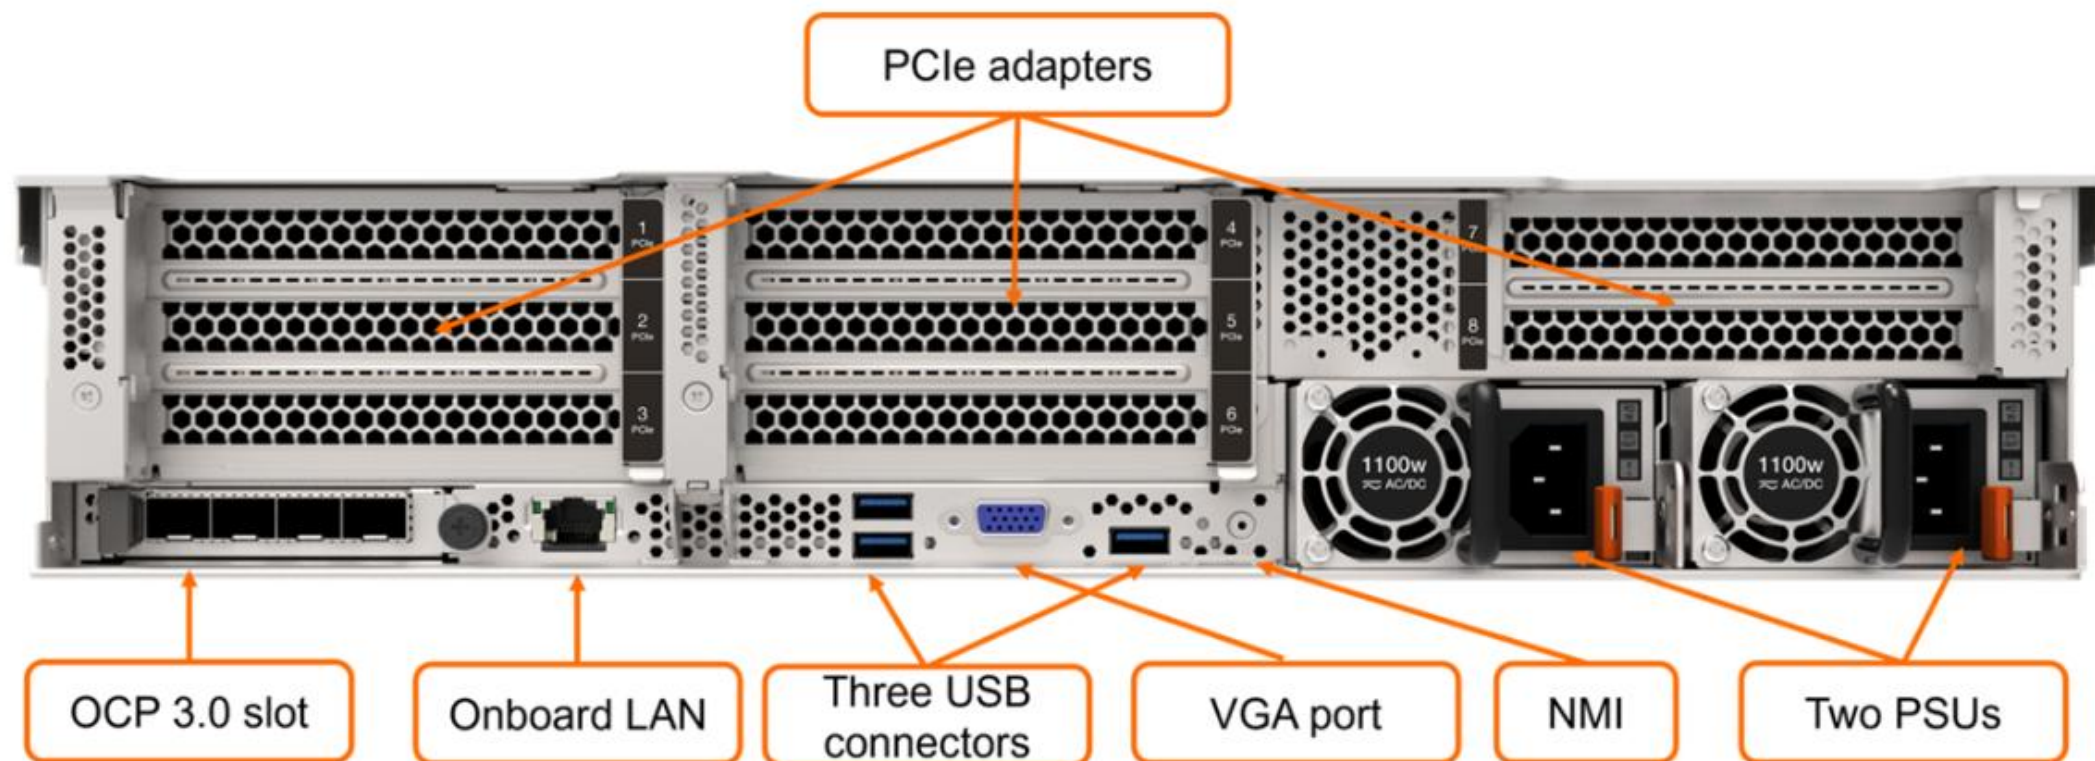 PCIe adapters
1
PCIe
4
PCIe
7
PCIe
2
PCIe
5
PCIe
8
PCIe
3
PCIe
6
PCIe
1100w
AC/DC
1100w
AC/DC
OCP 3.0 slot
Onboard LAN
Three USB
connectors
VGA port
NMI
Two PSUs